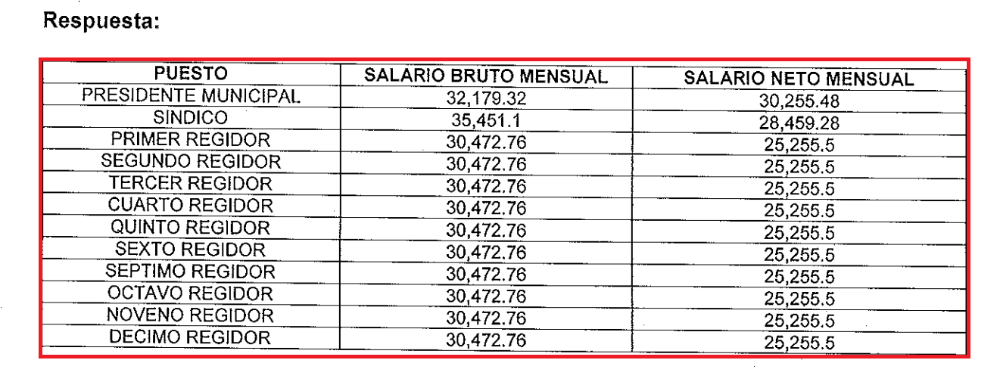 Respuesta:
PUESTO SALARIO BRUTO MENSUAL SALARIO NETO MENSUAL
PRESIDENTE MUNICIPAL 32,179.32 30,255.48
SINDICO 35,451.1 28,459.28
PRIMER REGIDOR 30,472.76 25,255.5
SEGUNDO REGIDOR 30,472.76 25,255.5
TERCER REGIDOR 30,472.76 25,255.5
CUARTO REGIDOR 30,472.76 25,255.5
QUINTO REGIDOR 30,472.76 25,255.5
SEXTO REGIDOR 30,472.76 25,255.5
SEPTIMO REGIDOR 30,472.76 25,255.5
OCTAVO REGIDOR 30,472.76 25,255.5
NOVENO REGIDOR 30,472.76 25,255.5
DECIMO REGIDOR 30,472.76 25,255.5